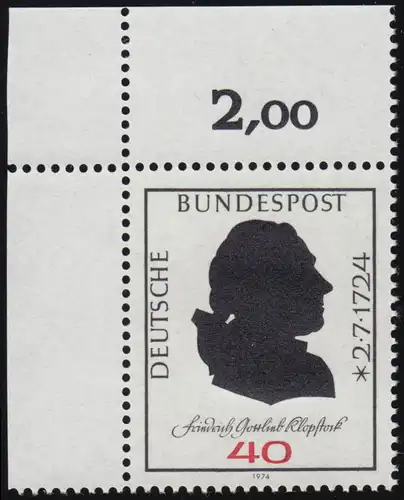 2,00
BUNDESPOST
DEUTSCHE
*2·7·1724
Friedrich Gottlieb Klopstock
40
1974